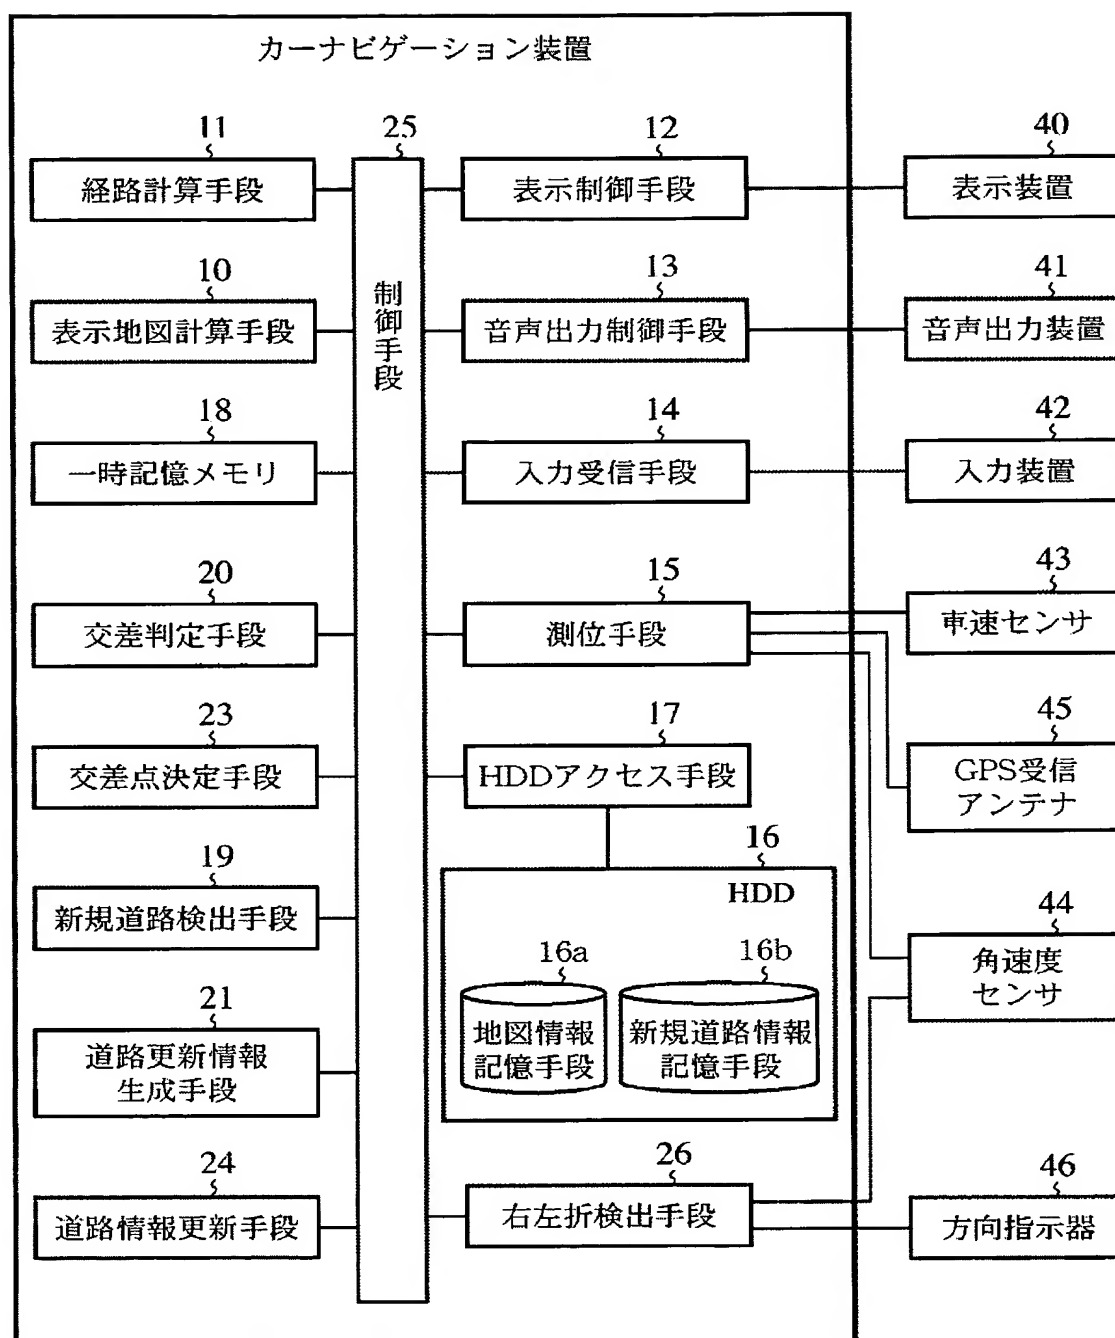 カーナビゲーション装置
11
25
12
40
経路計算手段
表示制御手段
表示装置
10
制御手段
13
41
表示地図計算手段
音声出力制御手段
音声出力装置
18
14
42
一時記憶メモリ
入力受信手段
入力装置
20
15
43
交差判定手段
測位手段
車速センサ
23
17
45
交差点決定手段
HDDアクセス手段
GPS受信
アンテナ
19
16
新規道路検出手段
HDD
44
角速度
センサ
16a
16b
21
地図情報
記憶手段
新規道路情報
記憶手段
道路更新情報
生成手段
24
26
46
道路情報更新手段
右左折検出手段
方向指示器